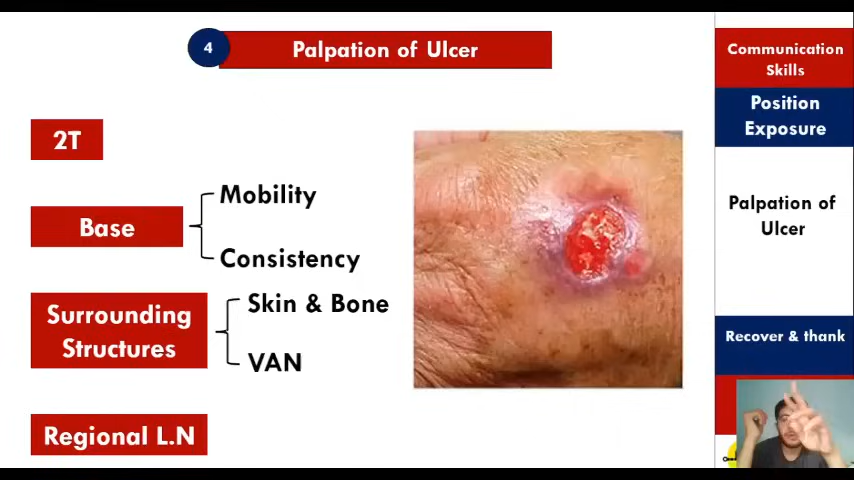 4
Palpation of Ulcer
2T
Base
Mobility
Consistency
Surrounding
Structures
Skin & Bone
VAN
Regional L.N
Communication
Skills
Position
Exposure
Palpation of
Ulcer
Recover & thank